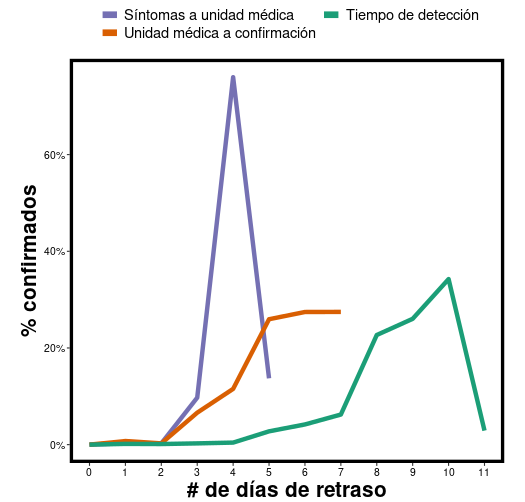 Síntomas a unidad médica Tiempo de detección
Unidad médica a confirmación
% confirmados
60%
40%
20%
0%
0 1 2 3 4 5 6 7 8 9 10 11
# de días de retraso